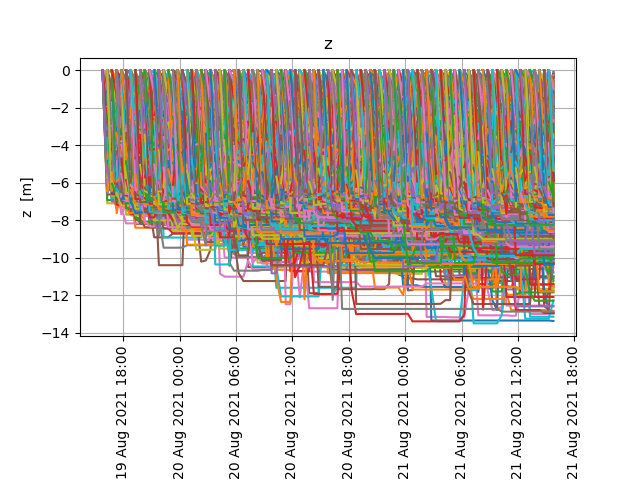 z
z [m]
0
−2
−4
−6
−8
−10
−12
−14
19 Aug 2021 18:00
20 Aug 2021 00:00
20 Aug 2021 06:00
20 Aug 2021 12:00
20 Aug 2021 18:00
21 Aug 2021 00:00
21 Aug 2021 06:00
21 Aug 2021 12:00
21 Aug 2021 18:00